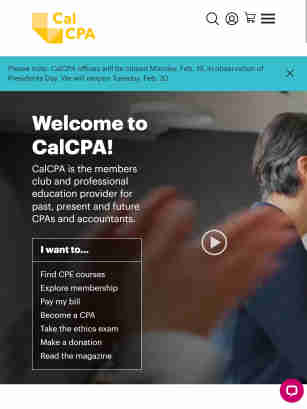 Cal
CPA
Please note: CalCPA offices will be closed Monday, Feb. 19, in observation of
Presidents Day. We will reopen Tuesday, Feb. 20.
Welcome to
CalCPA!
CalCPA is the members
club and professional
education provider for
past, present and future
CPAs and accountants.
I want to...
Find CPE courses
Explore membership
Pay my bill
Become a CPA
Take the ethics exam
Make a donation
Read the magazine